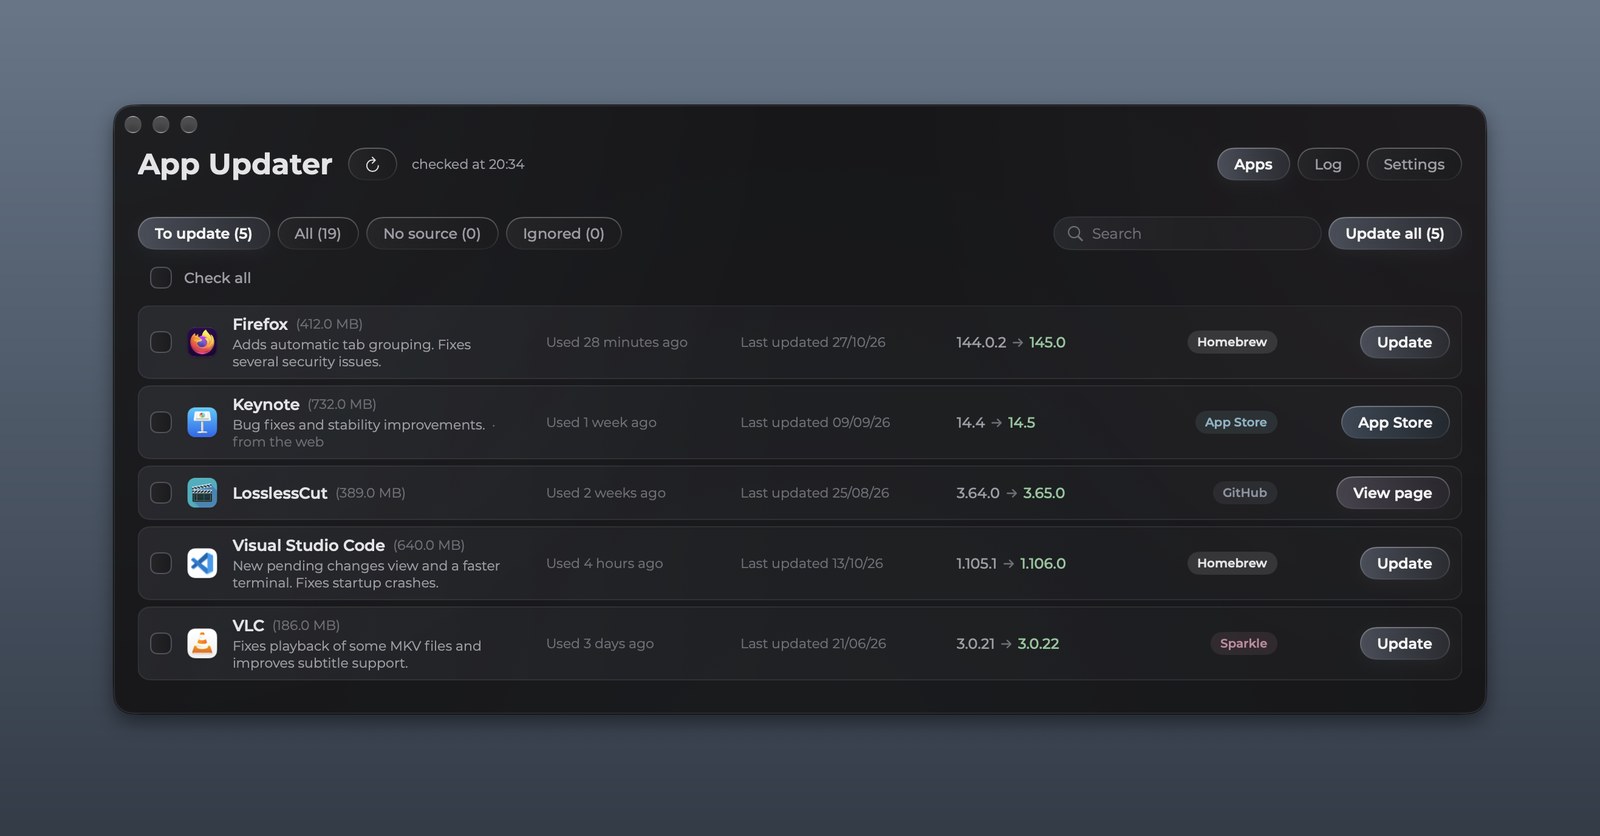 App Updater
checked at 20:34
Apps
Log
Settings
To update (5)
All (19)
No source (0)
Ignored (0)
Search
Update all (5)
Check all
Firefox (412.0 MB)
Adds automatic tab grouping. Fixes
several security issues.
Used 28 minutes ago
Last updated 27/10/26
144.0.2 → 145.0
Homebrew
Update
Keynote (732.0 MB)
Bug fixes and stability improvements. ·
from the web
Used 1 week ago
Last updated 09/09/26
14.4 → 14.5
App Store
App Store
LosslessCut (389.0 MB)
Used 2 weeks ago
Last updated 25/08/26
3.64.0 → 3.65.0
GitHub
View page
Visual Studio Code (640.0 MB)
New pending changes view and a faster
terminal. Fixes startup crashes.
Used 4 hours ago
Last updated 13/10/26
1.105.1 → 1.106.0
Homebrew
Update
VLC (186.0 MB)
Fixes playback of some MKV files and
improves subtitle support.
Used 3 days ago
Last updated 21/06/26
3.0.21 → 3.0.22
Sparkle
Update